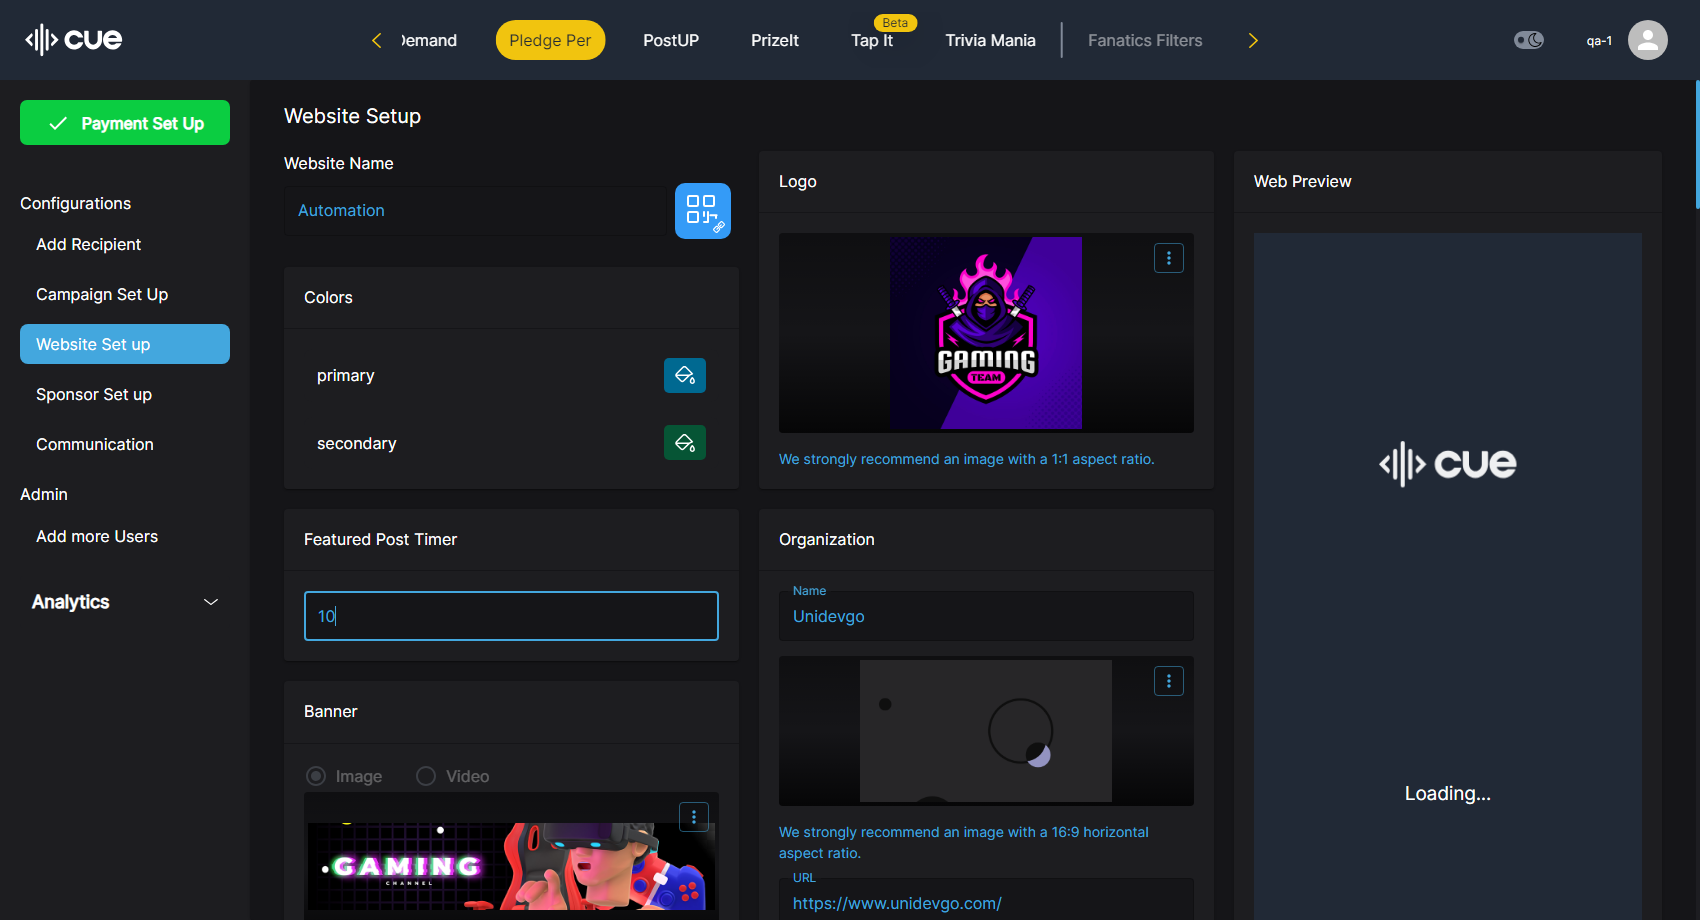 cue
Demand
Pledge Per
PostUP
PrizeIt
Tap It
Beta
Trivia Mania
Fanatics Filters
qa-1
Payment Set Up
Configurations
Add Recipient
Campaign Set Up
Website Set up
Sponsor Set up
Communication
Admin
Add more Users
Analytics
Website Setup
Website Name
Automation
Colors
primary
secondary
Featured Post Timer
10
Banner
Image
Video
GAMING
CHANNEL
Logo
GAMING
TEAM
We strongly recommend an image with a 1:1 aspect ratio.
Organization
Name
Unidevgo
We strongly recommend an image with a 16:9 horizontal
aspect ratio.
URL
https://www.unidevgo.com/
Web Preview
cue
Loading...